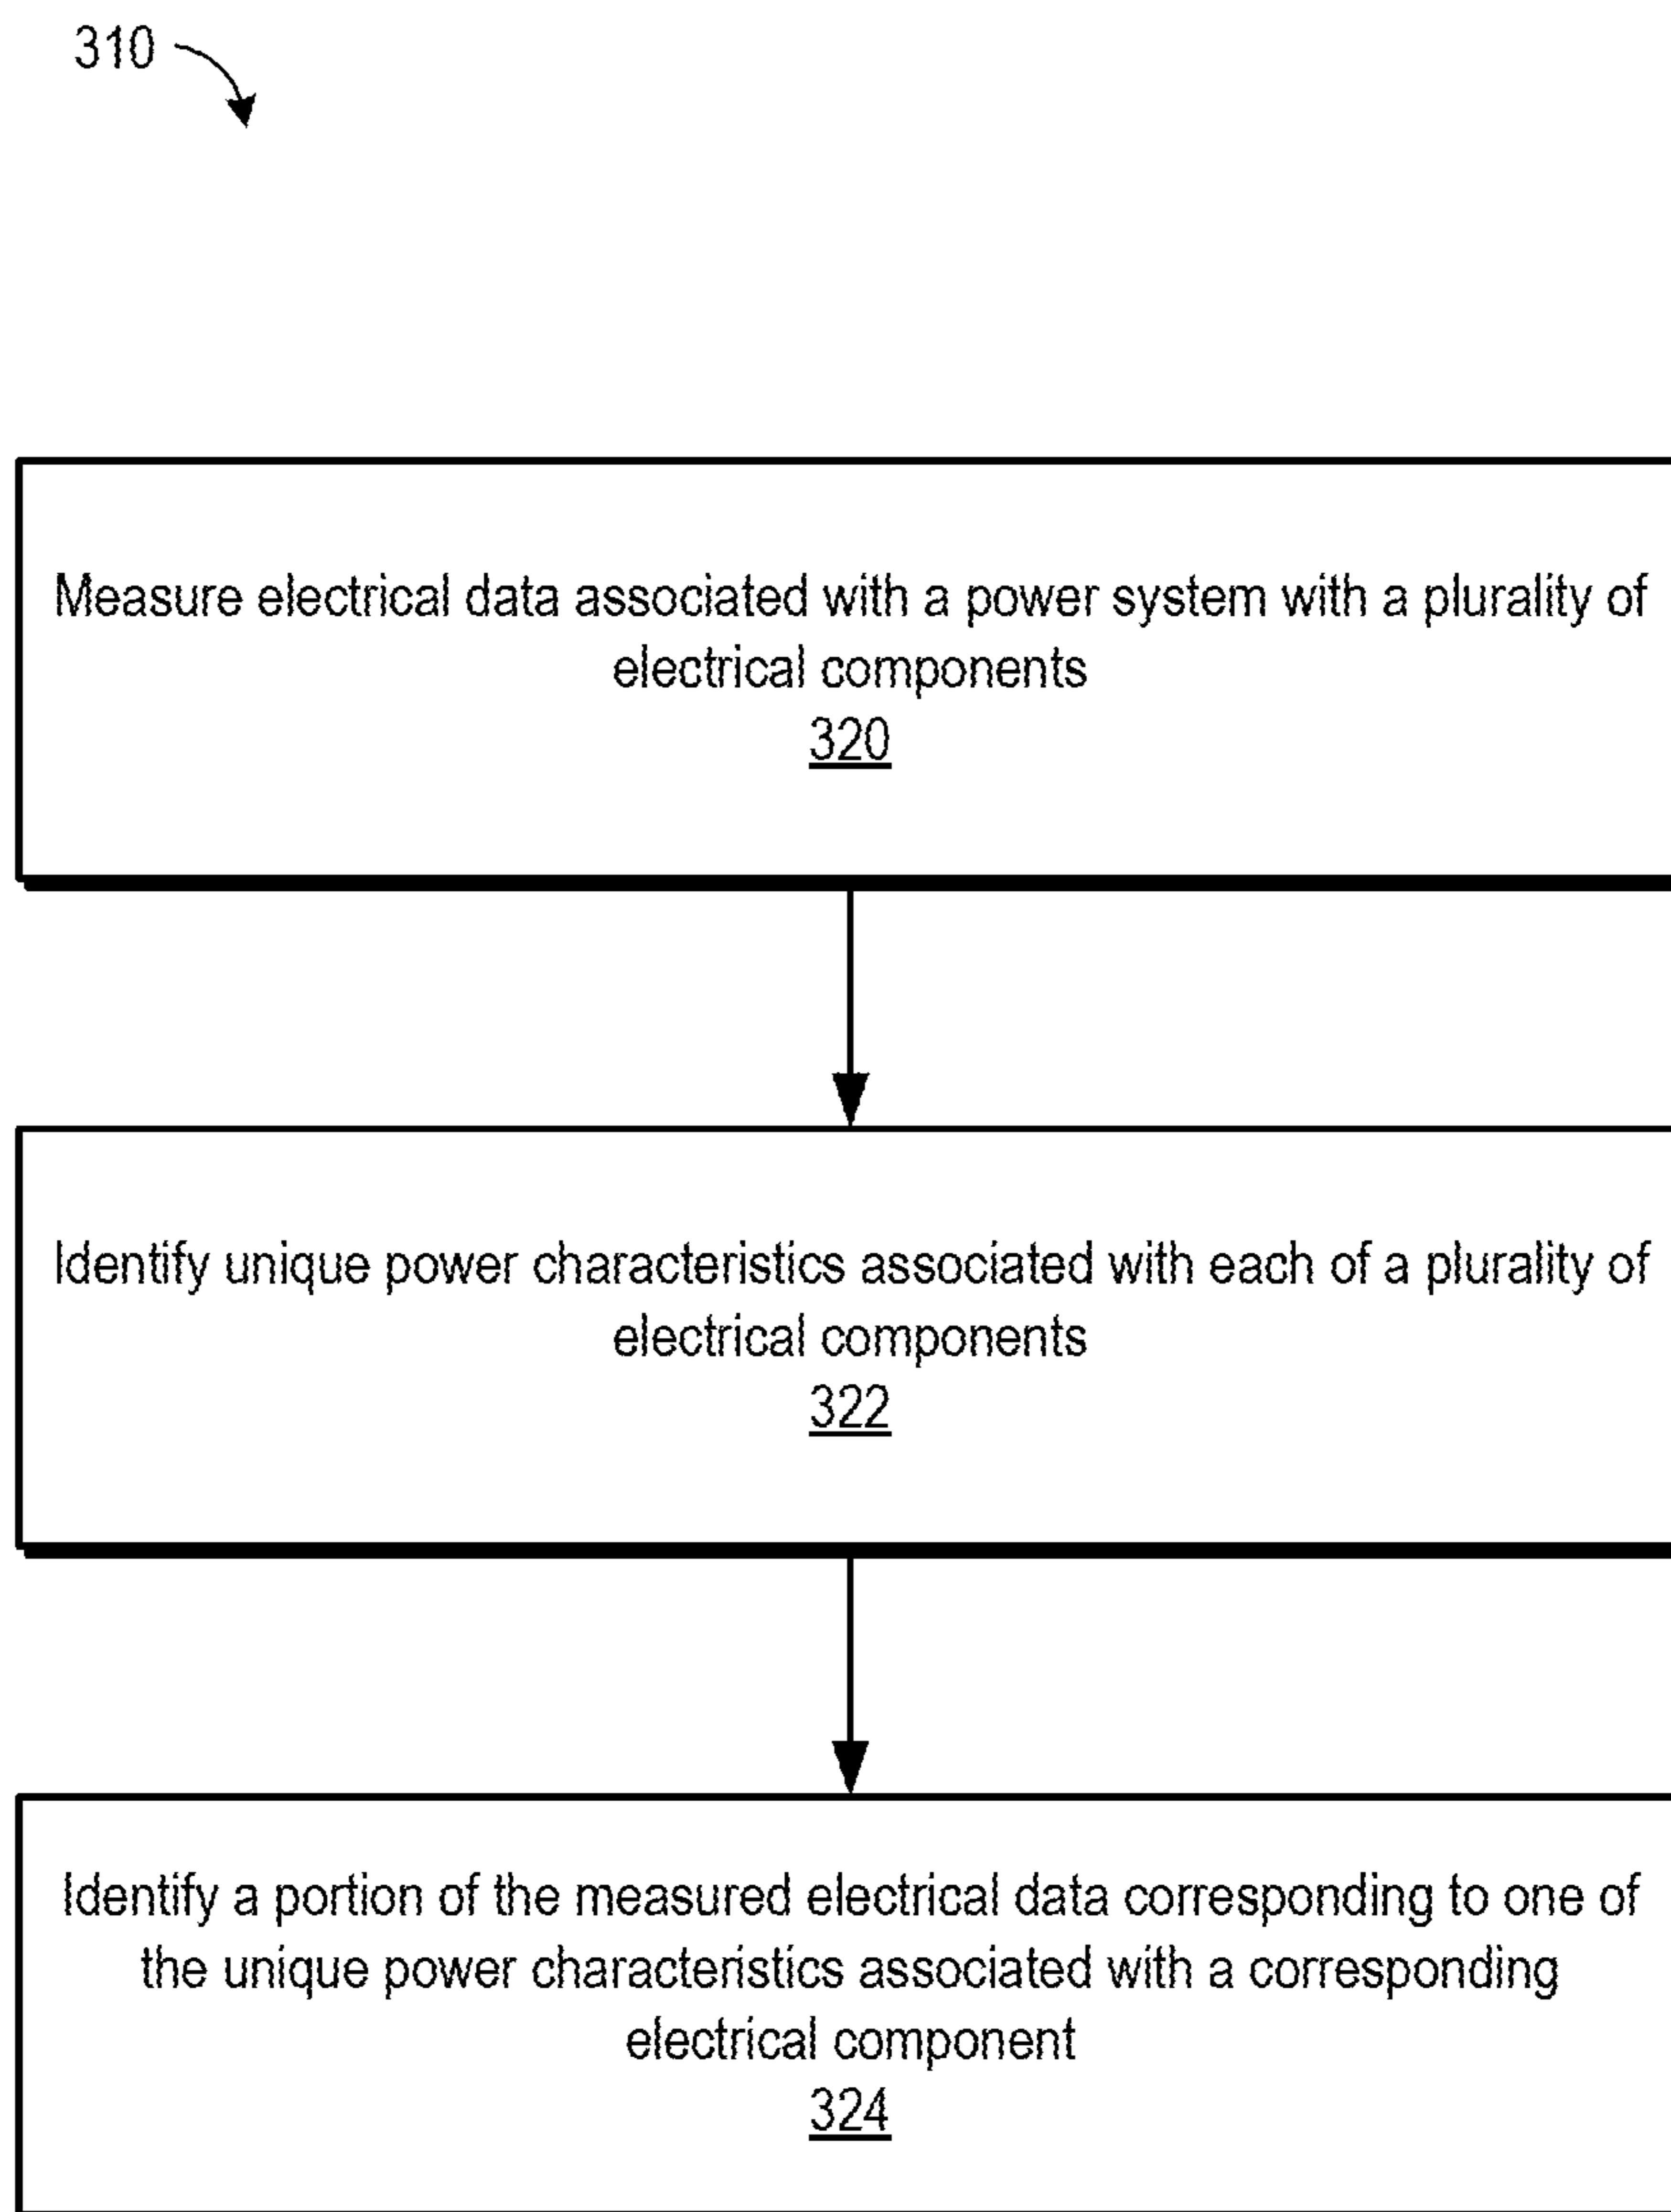 310
Measure electrical data associated with a power system with a plurality of
electrical components
320
Identify unique power characteristics associated with each of a plurality of
electrical components
322
Identify a portion of the measured electrical data corresponding to one of
the unique power characteristics associated with a corresponding
electrical component
324